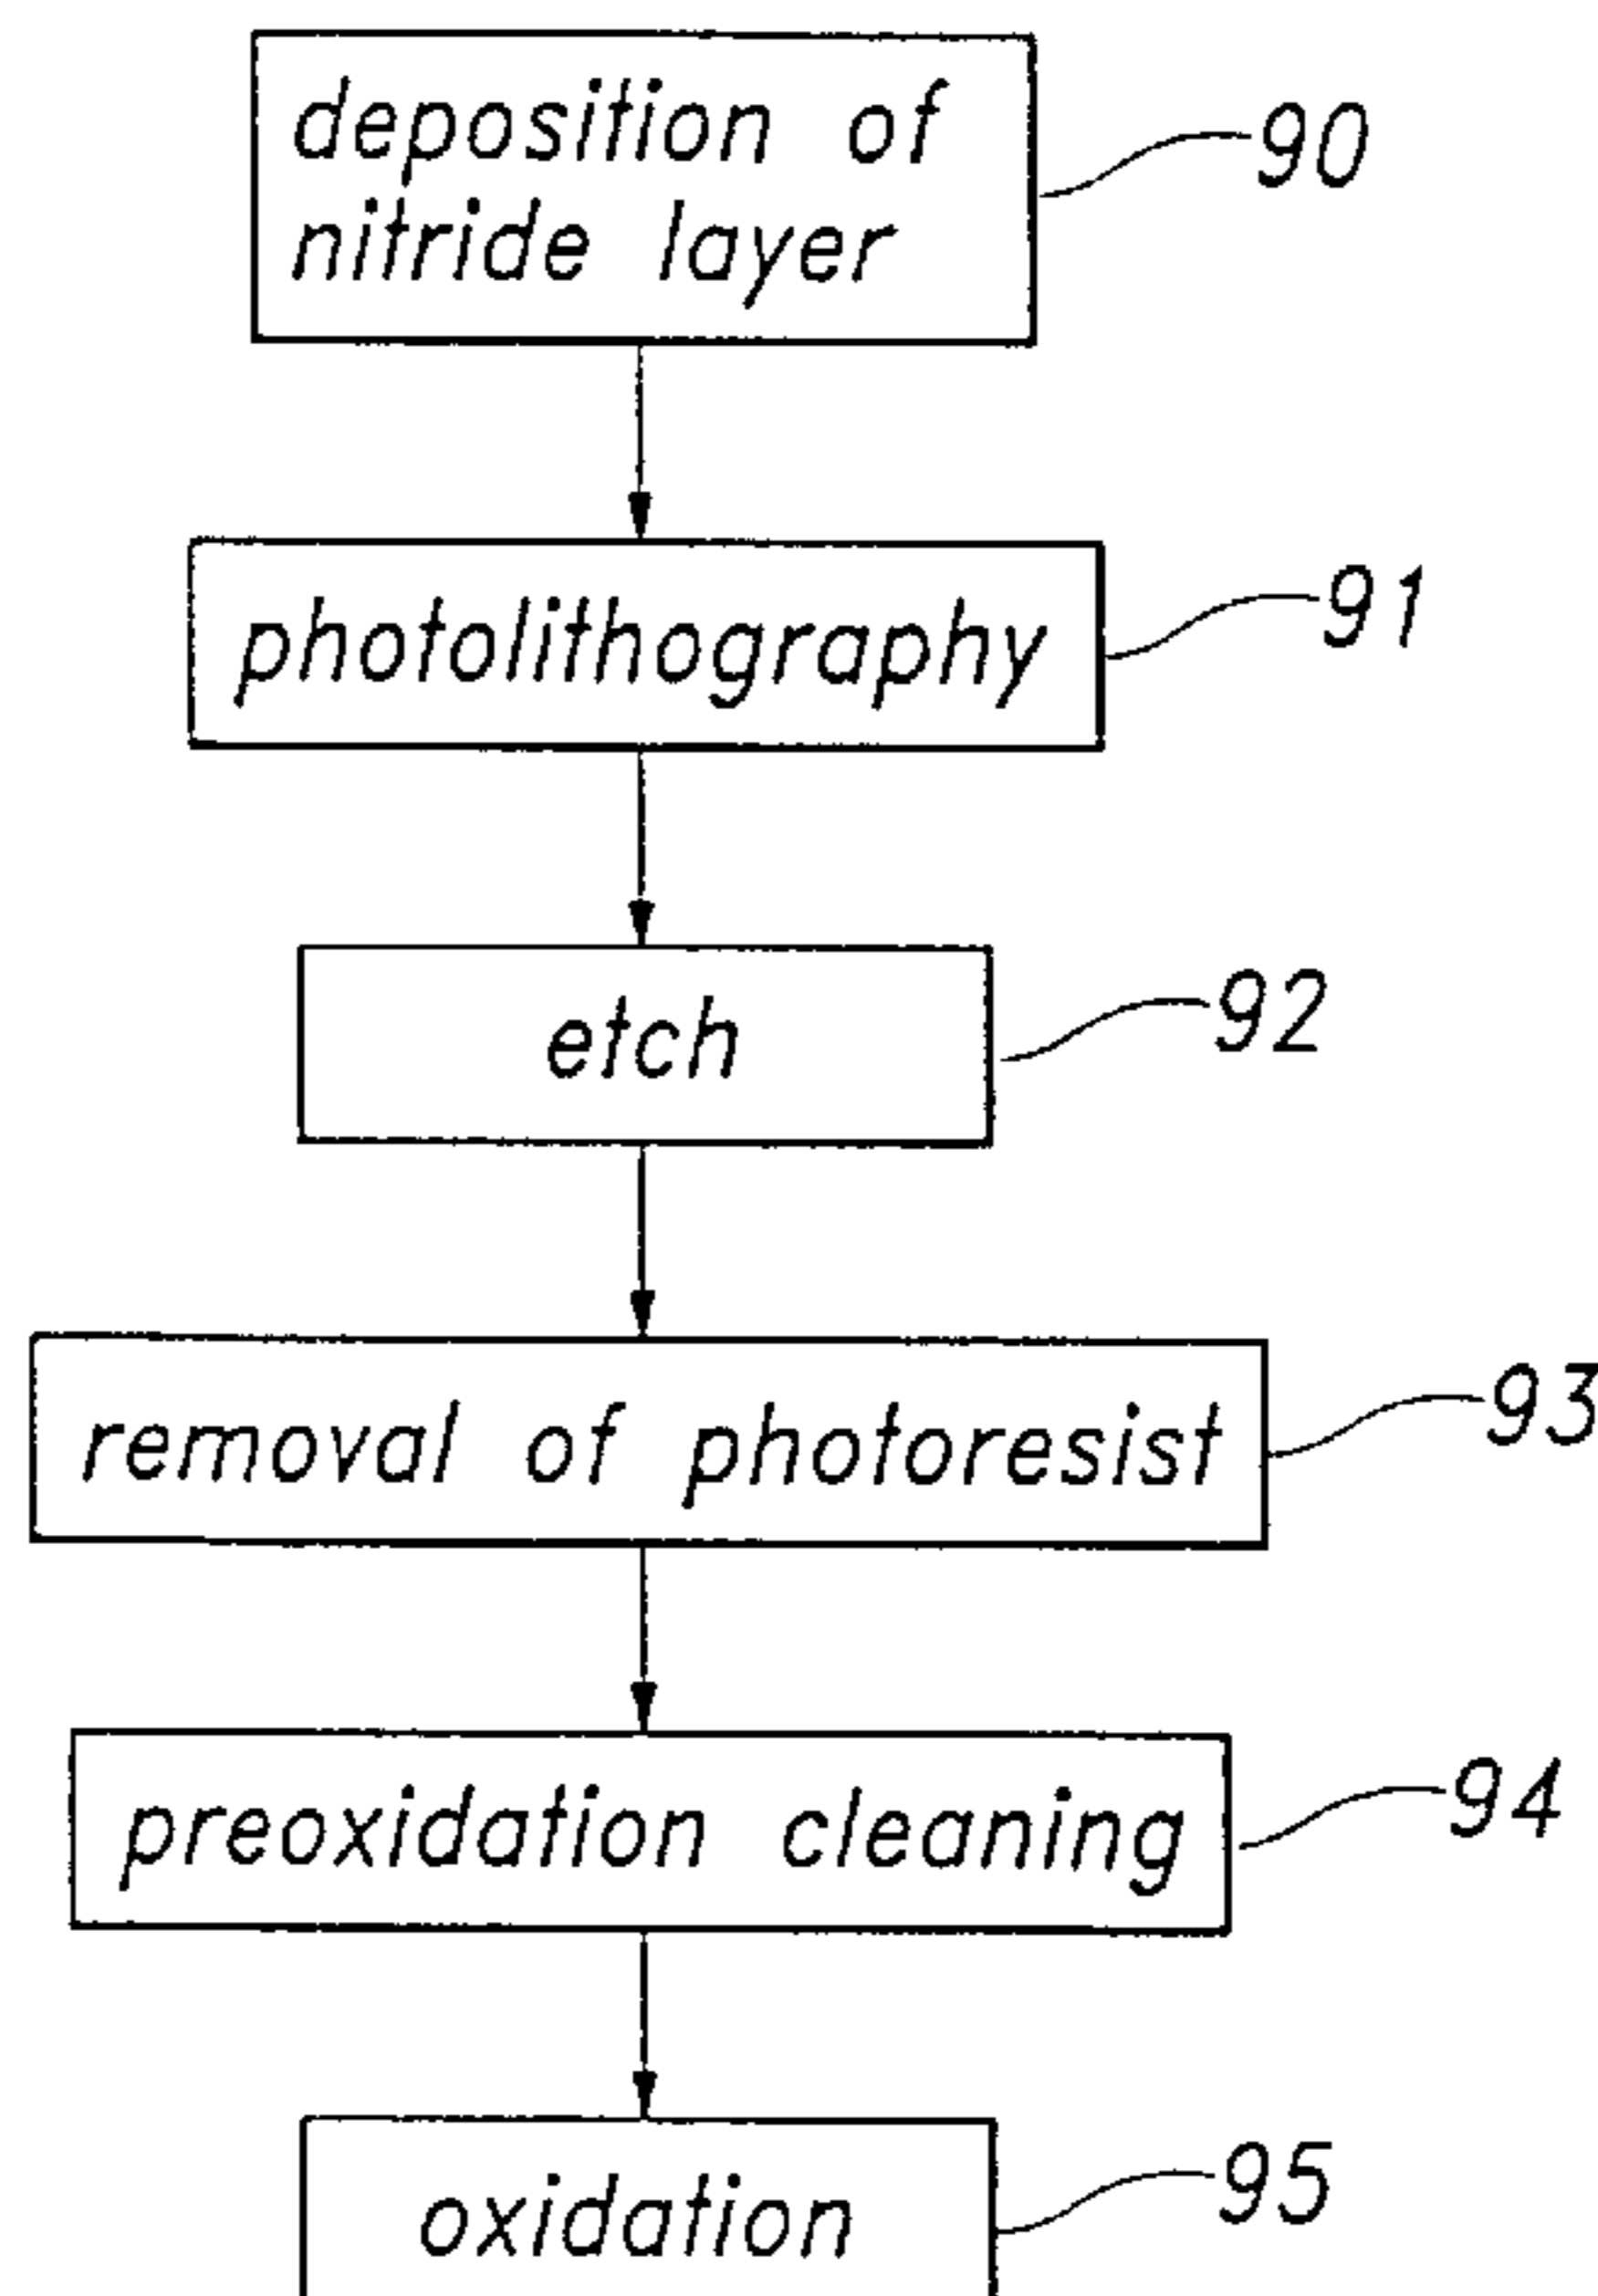 deposition of
nitride layer
90
photolithography
91
etch
92
removal of photoresist
93
preoxidation cleaning
94
oxidation
95